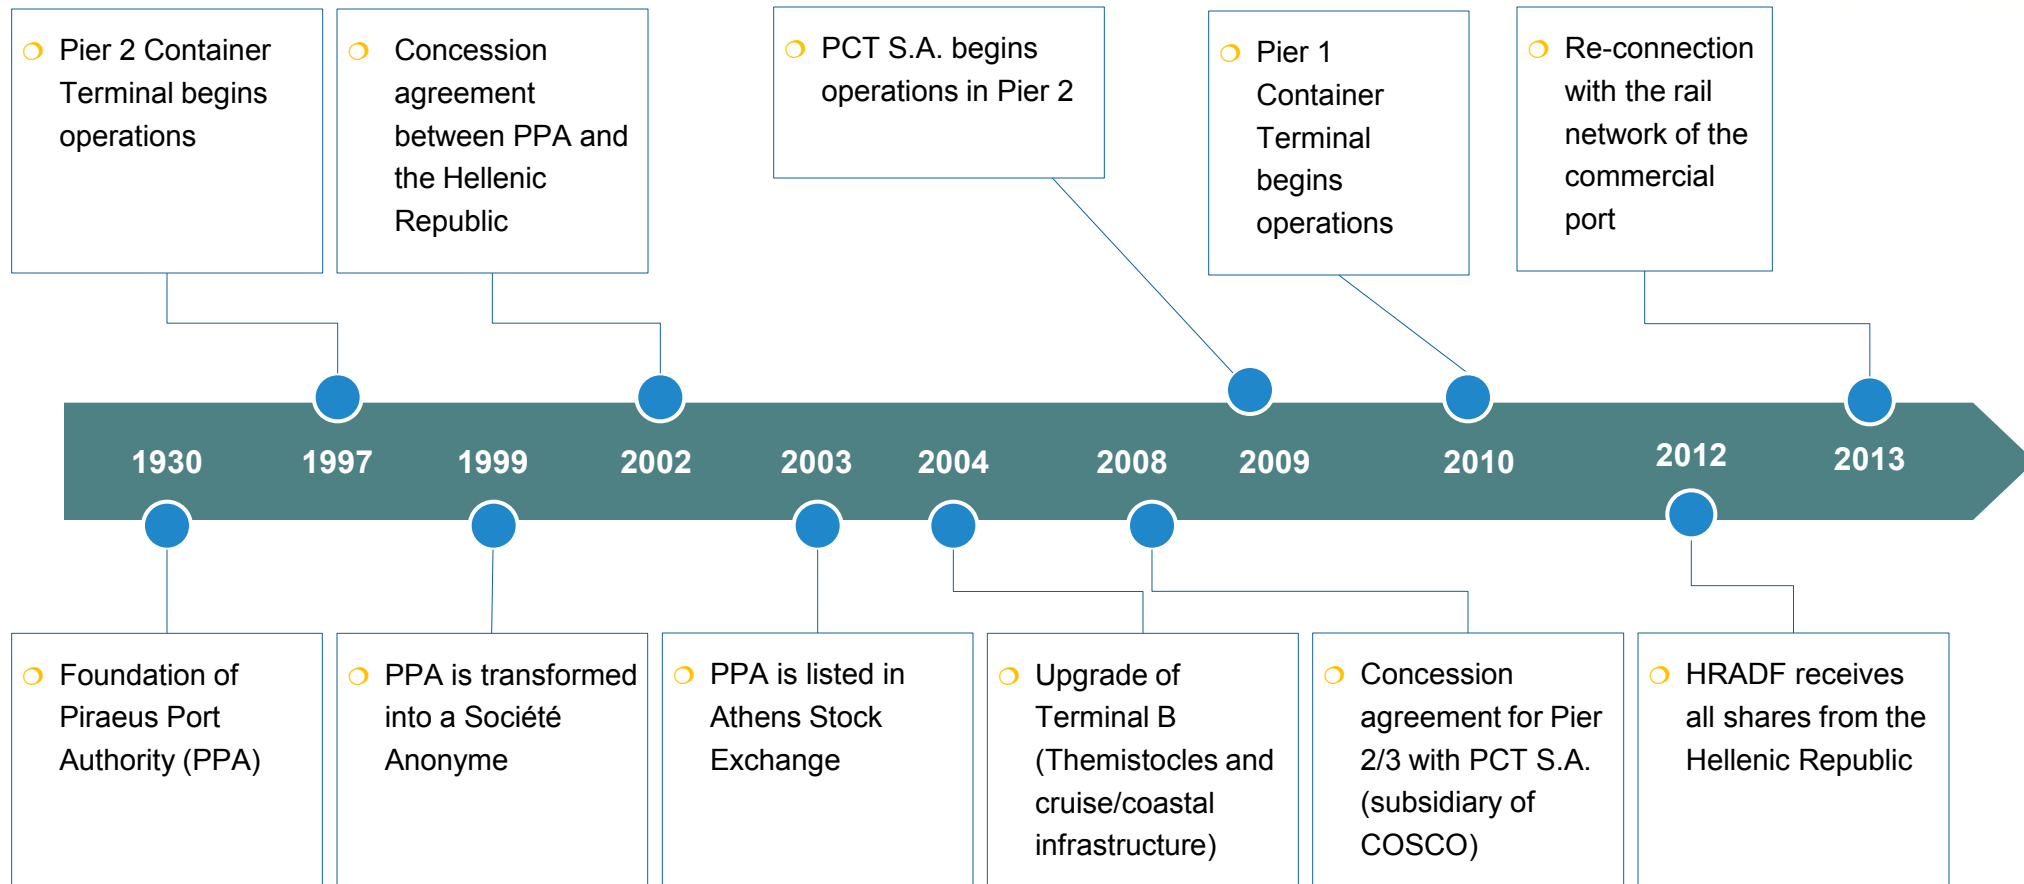 Pier 2 Container
Terminal begins
operations
Concession
agreement
between PPA and
the Hellenic
Republic
PCT S.A. begins
operations in Pier 2
Pier 1
Container
Terminal
begins
operations
Re-connection
with the rail
network of the
commercial
port
1930 1997 1999 2002 2003 2004 2008 2009 2010 2012 2013
Foundation of
Piraeus Port
Authority (PPA)
PPA is transformed
into a Société
Anonyme
PPA is listed in
Athens Stock
Exchange
Upgrade of
Terminal B
(Themistocles and
cruise/coastal
infrastructure)
Concession
agreement for Pier
2/3 with PCT S.A.
(subsidiary of
COSCO)
HRADF receives
all shares from the
Hellenic Republic